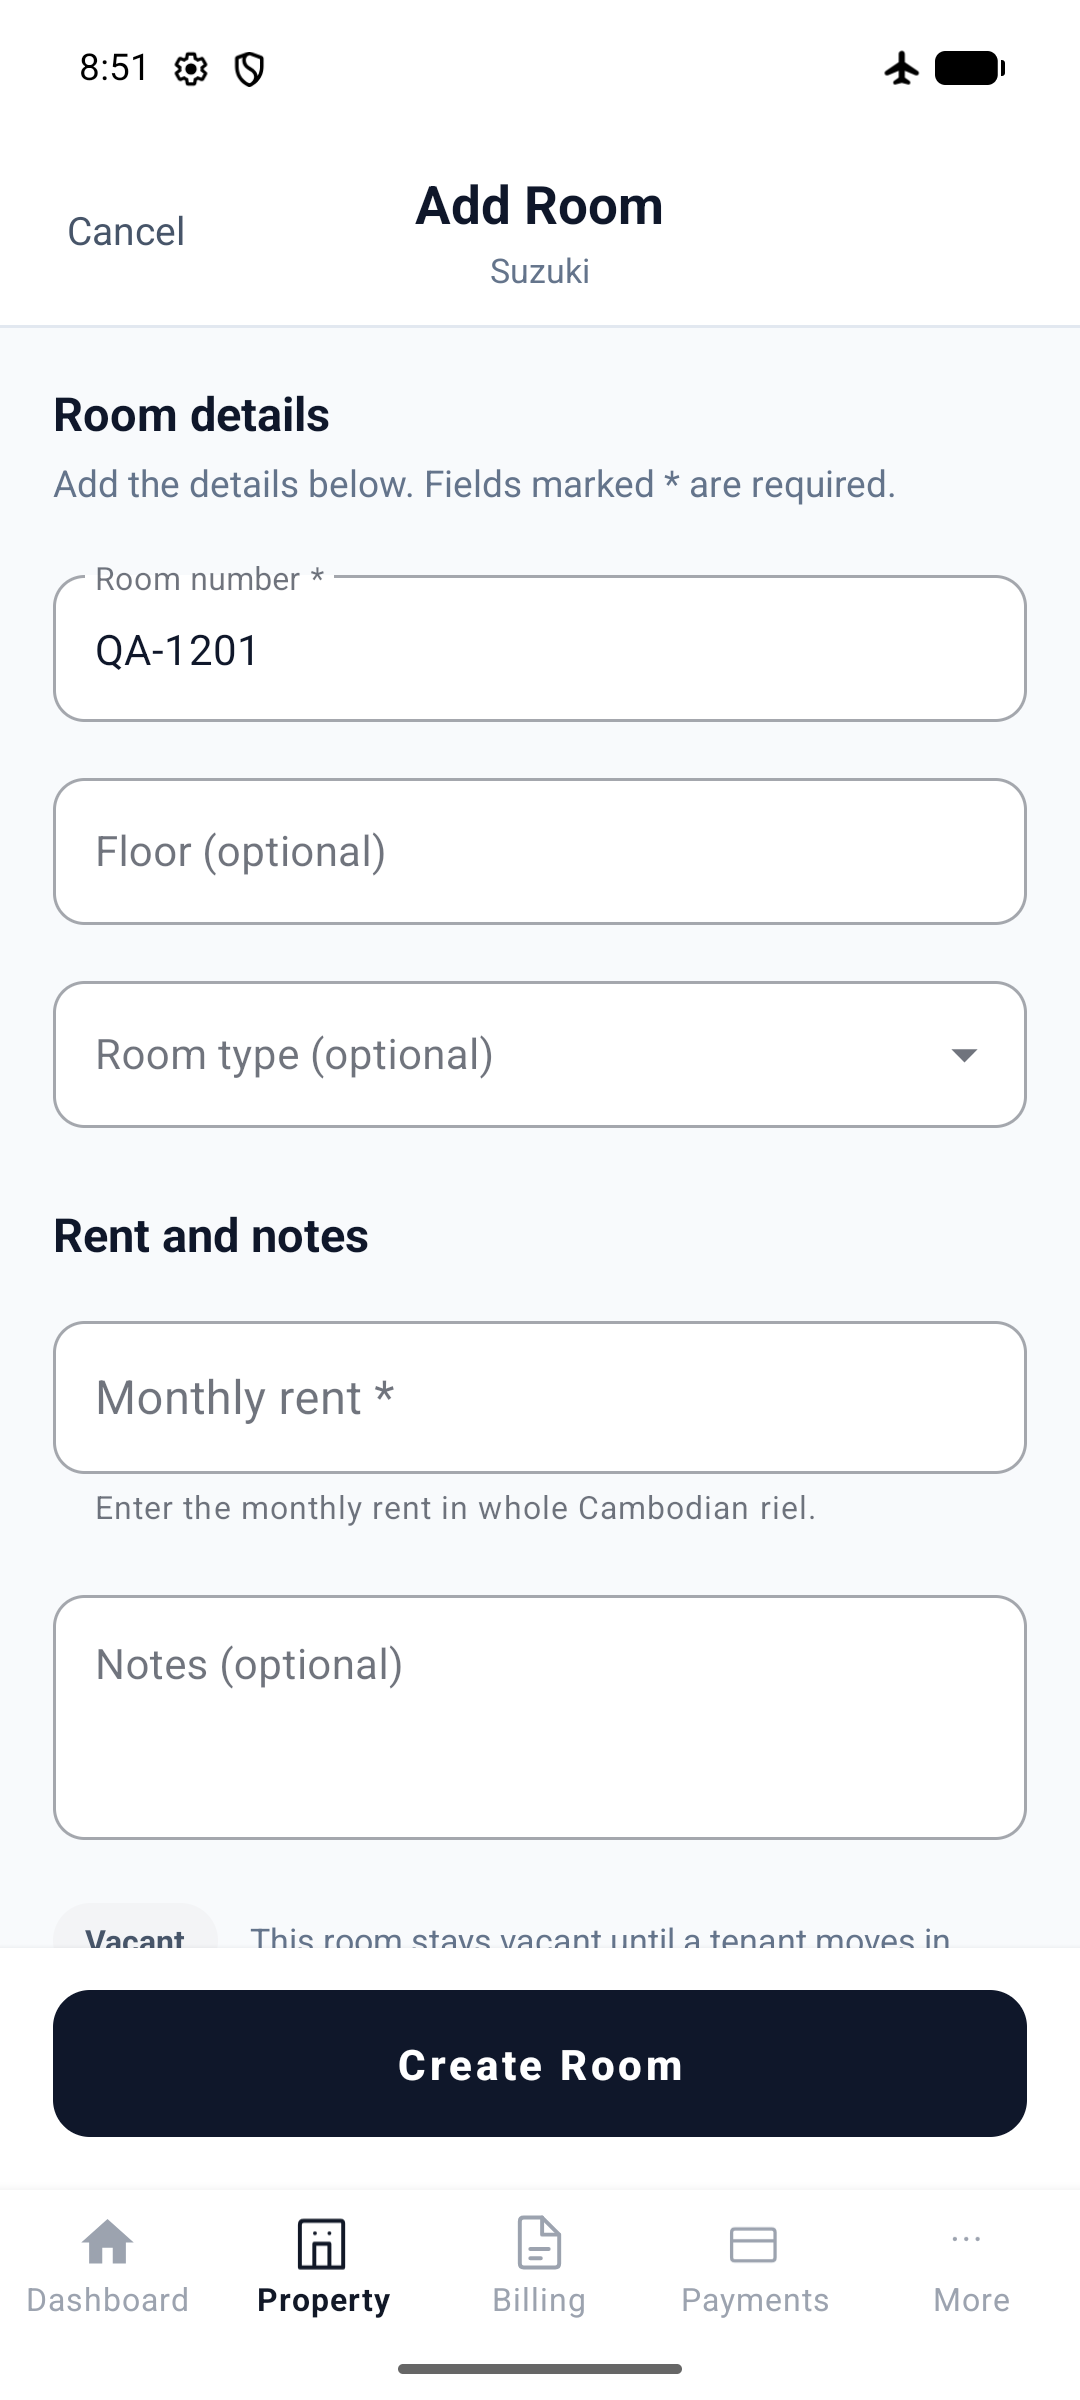 8:51
Cancel
Add Room
Suzuki
Room details
Add the details below. Fields marked * are required.
Room number *
QA-1201
Floor (optional)
Room type (optional)
Rent and notes
Monthly rent *
Enter the monthly rent in whole Cambodian riel.
Notes (optional)
Vacant This room stays vacant until a tenant moves in
Create Room
Dashboard Property Billing Payments More